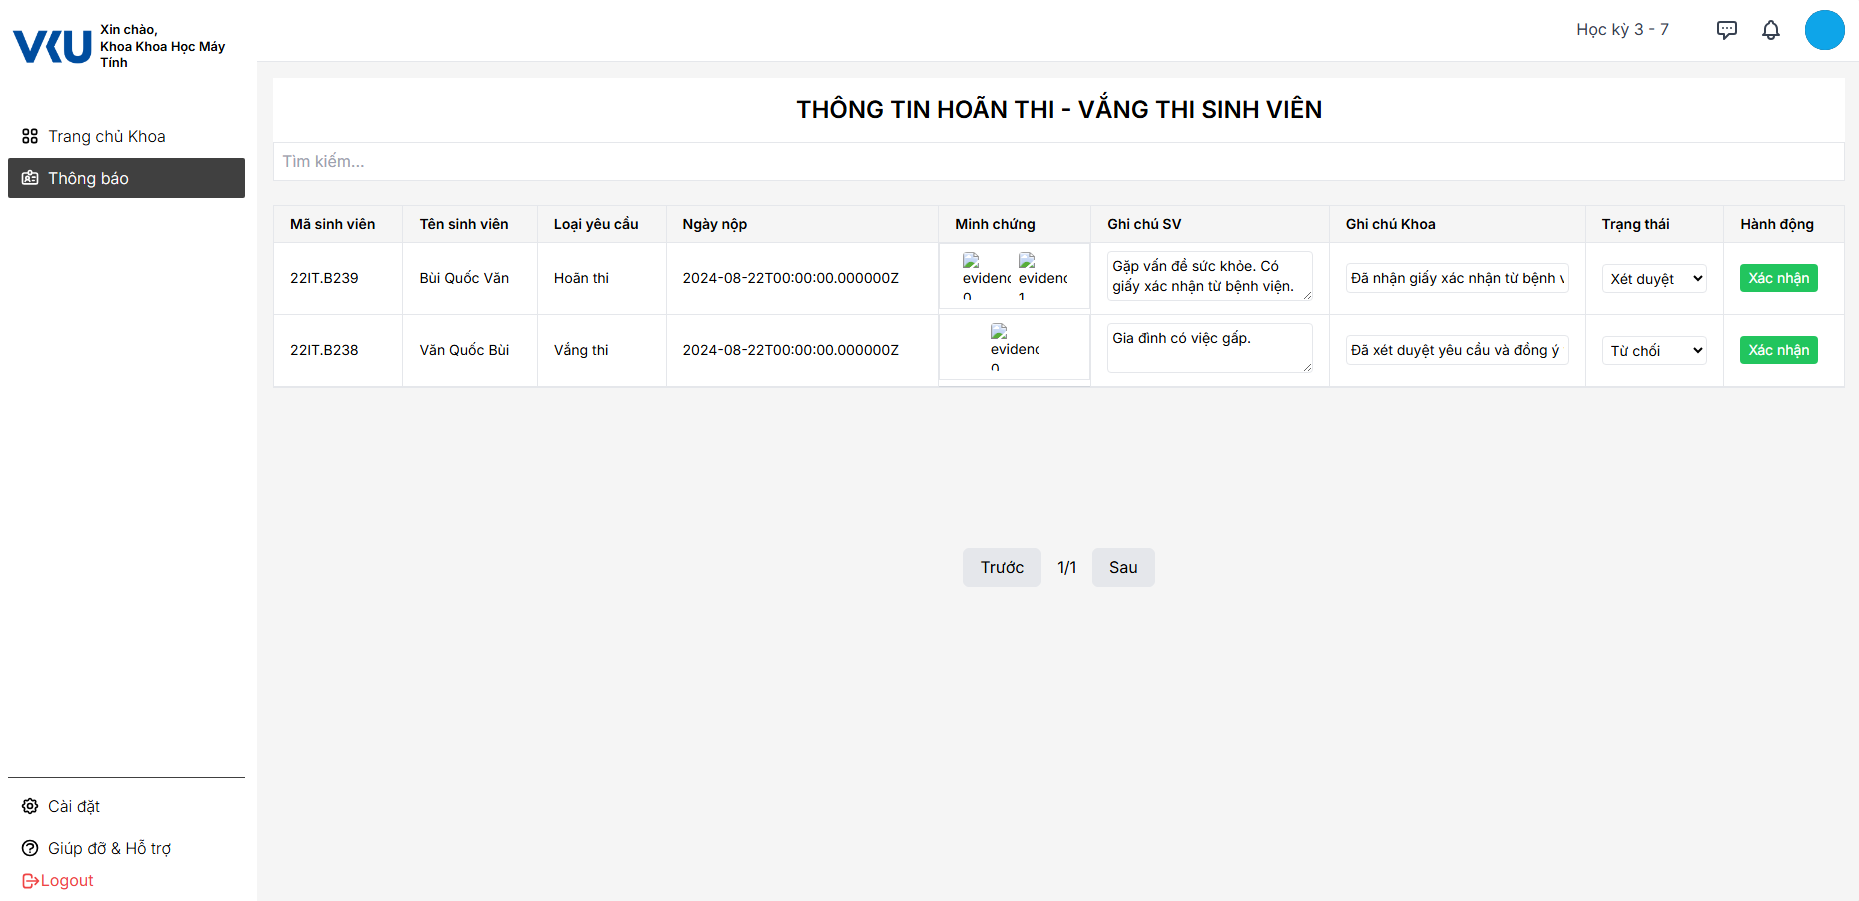 VKU
Xin chào,
Khoa Khoa Học Máy
Tính
Học kỳ 3 - 7
Trang chủ Khoa
Thông báo
THÔNG TIN HOÃN THI - VẮNG THI SINH VIÊN
Tìm kiếm...
Mã sinh viên Tên sinh viên Loại yêu cầu Ngày nộp Minh chứng Ghi chú SV Ghi chú Khoa Trạng thái Hành động
22IT.B239 Bùi Quốc Văn Hoãn thi 2024-08-22T00:00:00.000000Z
evidenc
0
evidenc
1
Gặp vấn đề sức khỏe. Có
giấy xác nhận từ bệnh viện.
Đã nhận giấy xác nhận từ bệnh v
Xét duyệt
Xác nhận
22IT.B238 Văn Quốc Bùi Vắng thi 2024-08-22T00:00:00.000000Z
evidenc
0
Gia đình có việc gấp.
Đã xét duyệt yêu cầu và đồng ý
Từ chối
Xác nhận
Trước 1/1 Sau
Cài đặt
Giúp đỡ & Hỗ trợ
Logout